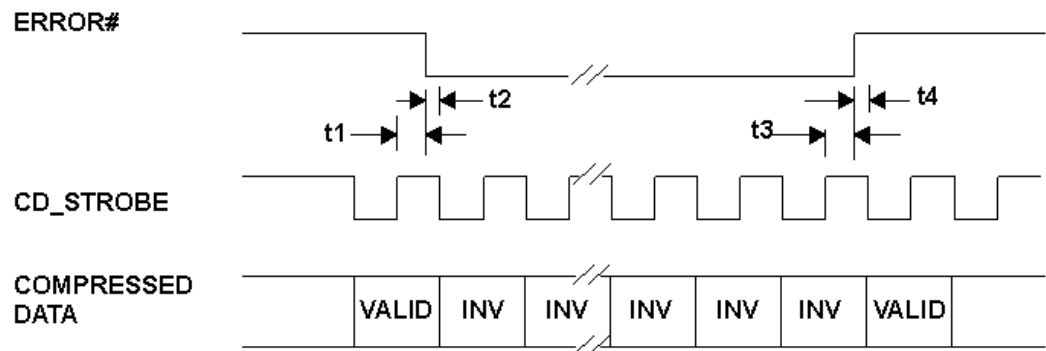 ERROR#
t2
t4
t1
t3
CD_STROBE
COMPRESSED
DATA
VALID INV INV INV INV INV VALID